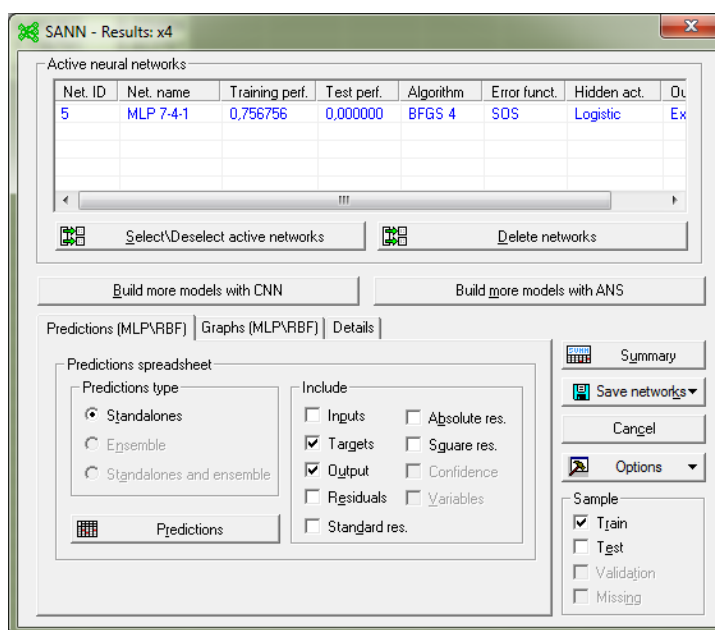 SANN - Results: x4
Active neural networks
Net. ID Net. name Training perf. Test perf. Algorithm Error funct. Hidden act. Ou
5 MLP 7-4-1 0,756756 0,000000 BFGS 4 SOS Logistic Ex
Select\Deselect active networks Delete networks
Build more models with CNN Build more models with ANS
Predictions (MLP\RBF) Graphs (MLP\RBF) Details
Predictions spreadsheet
Predictions type
Standalones
Ensemble
Standalones and ensemble
Predictions
Include
Inputs Absolute res.
Targets Square res.
Output Confidence
Residuals Variables
Standard res.
Summary
Save networks
Cancel
Options
Sample
Train
Test
Validation
Missing